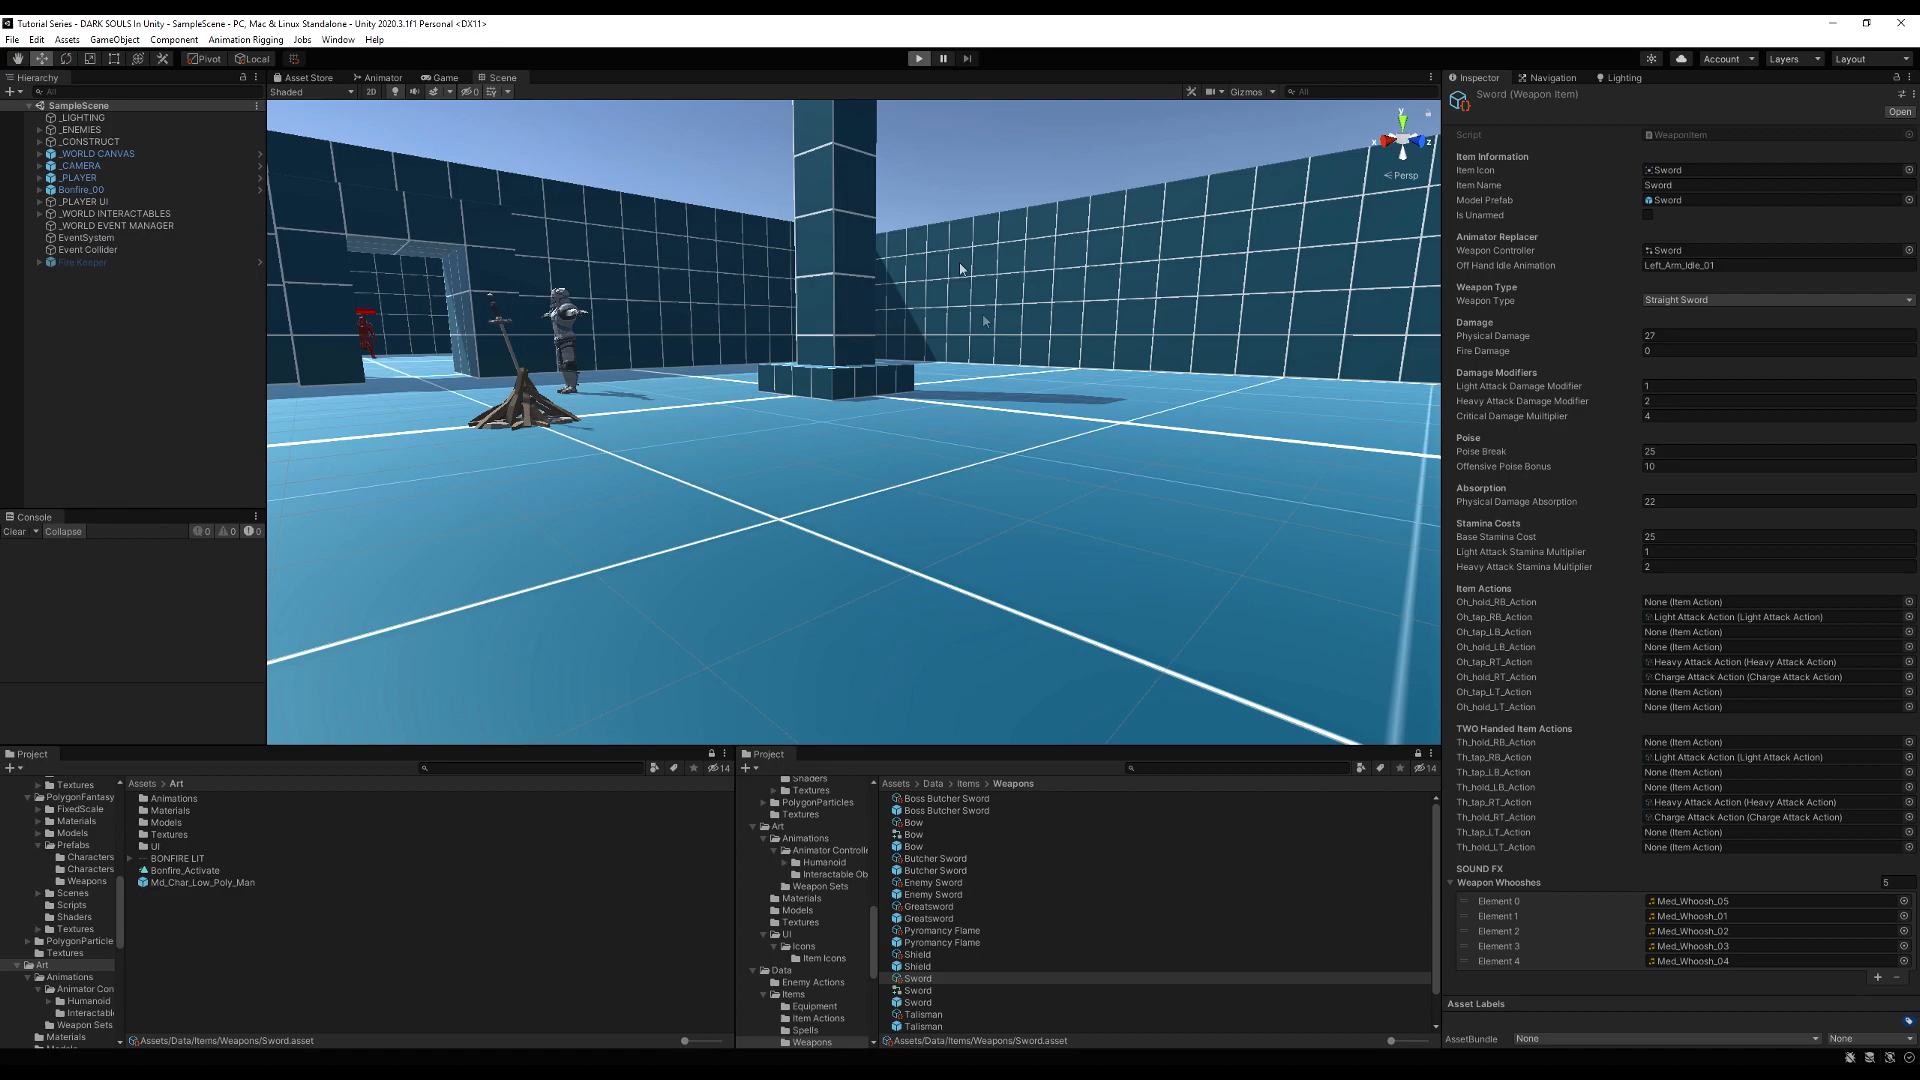 Tutorial Series - DARK SOULS In Unity - SampleScene - PC, Mac & Linux Standalone - Unity 2020.3.1f1 Personal <DX11>
File Edit Assets GameObject Component Animation Rigging Jobs Window Help
Pivot Local Account Layers Layout
Hierarchy
All
SampleScene
_LIGHTING
_ENEMIES
_CONSTRUCT
_WORLD CANVAS
_CAMERA
_PLAYER
Bonfire_00
_PLAYER UI
_WORLD INTERACTABLES
_WORLD EVENT MANAGER
EventSystem
Event Collider
Fire Keeper
Console
Clear Collapse 0 0 0
Asset Store Animator Game Scene
Shaded 2D 0 Gizmos All
y
x z
Persp
Inspector Navigation Lighting
Sword (Weapon Item)
Open
Script WeaponItem
Item Information
Item Icon Sword
Item Name Sword
Model Prefab Sword
Is Unarmed
Animator Replacer
Weapon Controller Sword
Off Hand Idle Animation Left_Arm_Idle_01
Weapon Type
Weapon Type Straight Sword
Damage
Physical Damage 27
Fire Damage 0
Damage Modifiers
Light Attack Damage Modifier 1
Heavy Attack Damage Modifier 2
Critical Damage Muiltiplier 4
Poise
Poise Break 25
Offensive Poise Bonus 10
Absorption
Physical Damage Absorption 22
Stamina Costs
Base Stamina Cost 25
Light Attack Stamina Multiplier 1
Heavy Attack Stamina Multiplier 2
Item Actions
Oh_hold_RB_Action None (Item Action)
Oh_tap_RB_Action Light Attack Action (Light Attack Action)
Oh_tap_LB_Action None (Item Action)
Oh_hold_LB_Action None (Item Action)
Oh_tap_RT_Action Heavy Attack Action (Heavy Attack Action)
Oh_hold_RT_Action Charge Attack Action (Charge Attack Action)
Oh_tap_LT_Action None (Item Action)
Oh_hold_LT_Action None (Item Action)
TWO Handed Item Actions
Th_hold_RB_Action None (Item Action)
Th_tap_RB_Action Light Attack Action (Light Attack Action)
Th_tap_LB_Action None (Item Action)
Th_hold_LB_Action None (Item Action)
Th_tap_RT_Action Heavy Attack Action (Heavy Attack Action)
Th_hold_RT_Action Charge Attack Action (Charge Attack Action)
Th_tap_LT_Action None (Item Action)
Th_hold_LT_Action None (Item Action)
SOUND FX
Weapon Whooshes 5
Element 0 Med_Whoosh_05
Element 1 Med_Whoosh_01
Element 2 Med_Whoosh_02
Element 3 Med_Whoosh_03
Element 4 Med_Whoosh_04
Asset Labels
AssetBundle None None
Project
14
Textures
PolygonFantasy
FixedScale
Materials
Models
Prefabs
Characters
Characters
Weapons
Scenes
Scripts
Shaders
Textures
PolygonParticle
Textures
Art
Animations
Animator Con
Humanoid
Interactabl
Weapon Sets
Materials
Assets > Art
Animations
Materials
Models
Textures
UI
BONFIRE LIT
Bonfire_Activate
Md_Char_Low_Poly_Man
Assets/Data/Items/Weapons/Sword.asset
Project
14
Shaders
Textures
PolygonParticles
Textures
Art
Animations
Animator Controlle
Humanoid
Interactable Ob
Weapon Sets
Materials
Models
Textures
UI
Icons
Item Icons
Data
Enemy Actions
Items
Equipment
Item Actions
Spells
Weapons
Assets > Data > Items > Weapons
Boss Butcher Sword
Boss Butcher Sword
Bow
Bow
Bow
Butcher Sword
Butcher Sword
Enemy Sword
Enemy Sword
Greatsword
Greatsword
Pyromancy Flame
Pyromancy Flame
Shield
Shield
Sword
Sword
Sword
Talisman
Talisman
Assets/Data/Items/Weapons/Sword.asset